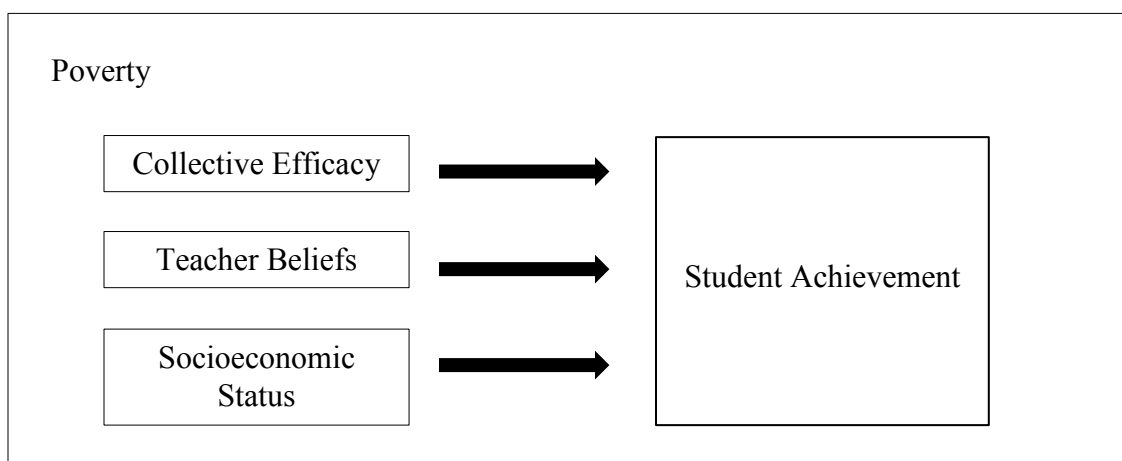 Poverty
Collective Efficacy
Teacher Beliefs
Socioeconomic
Status
Student Achievement